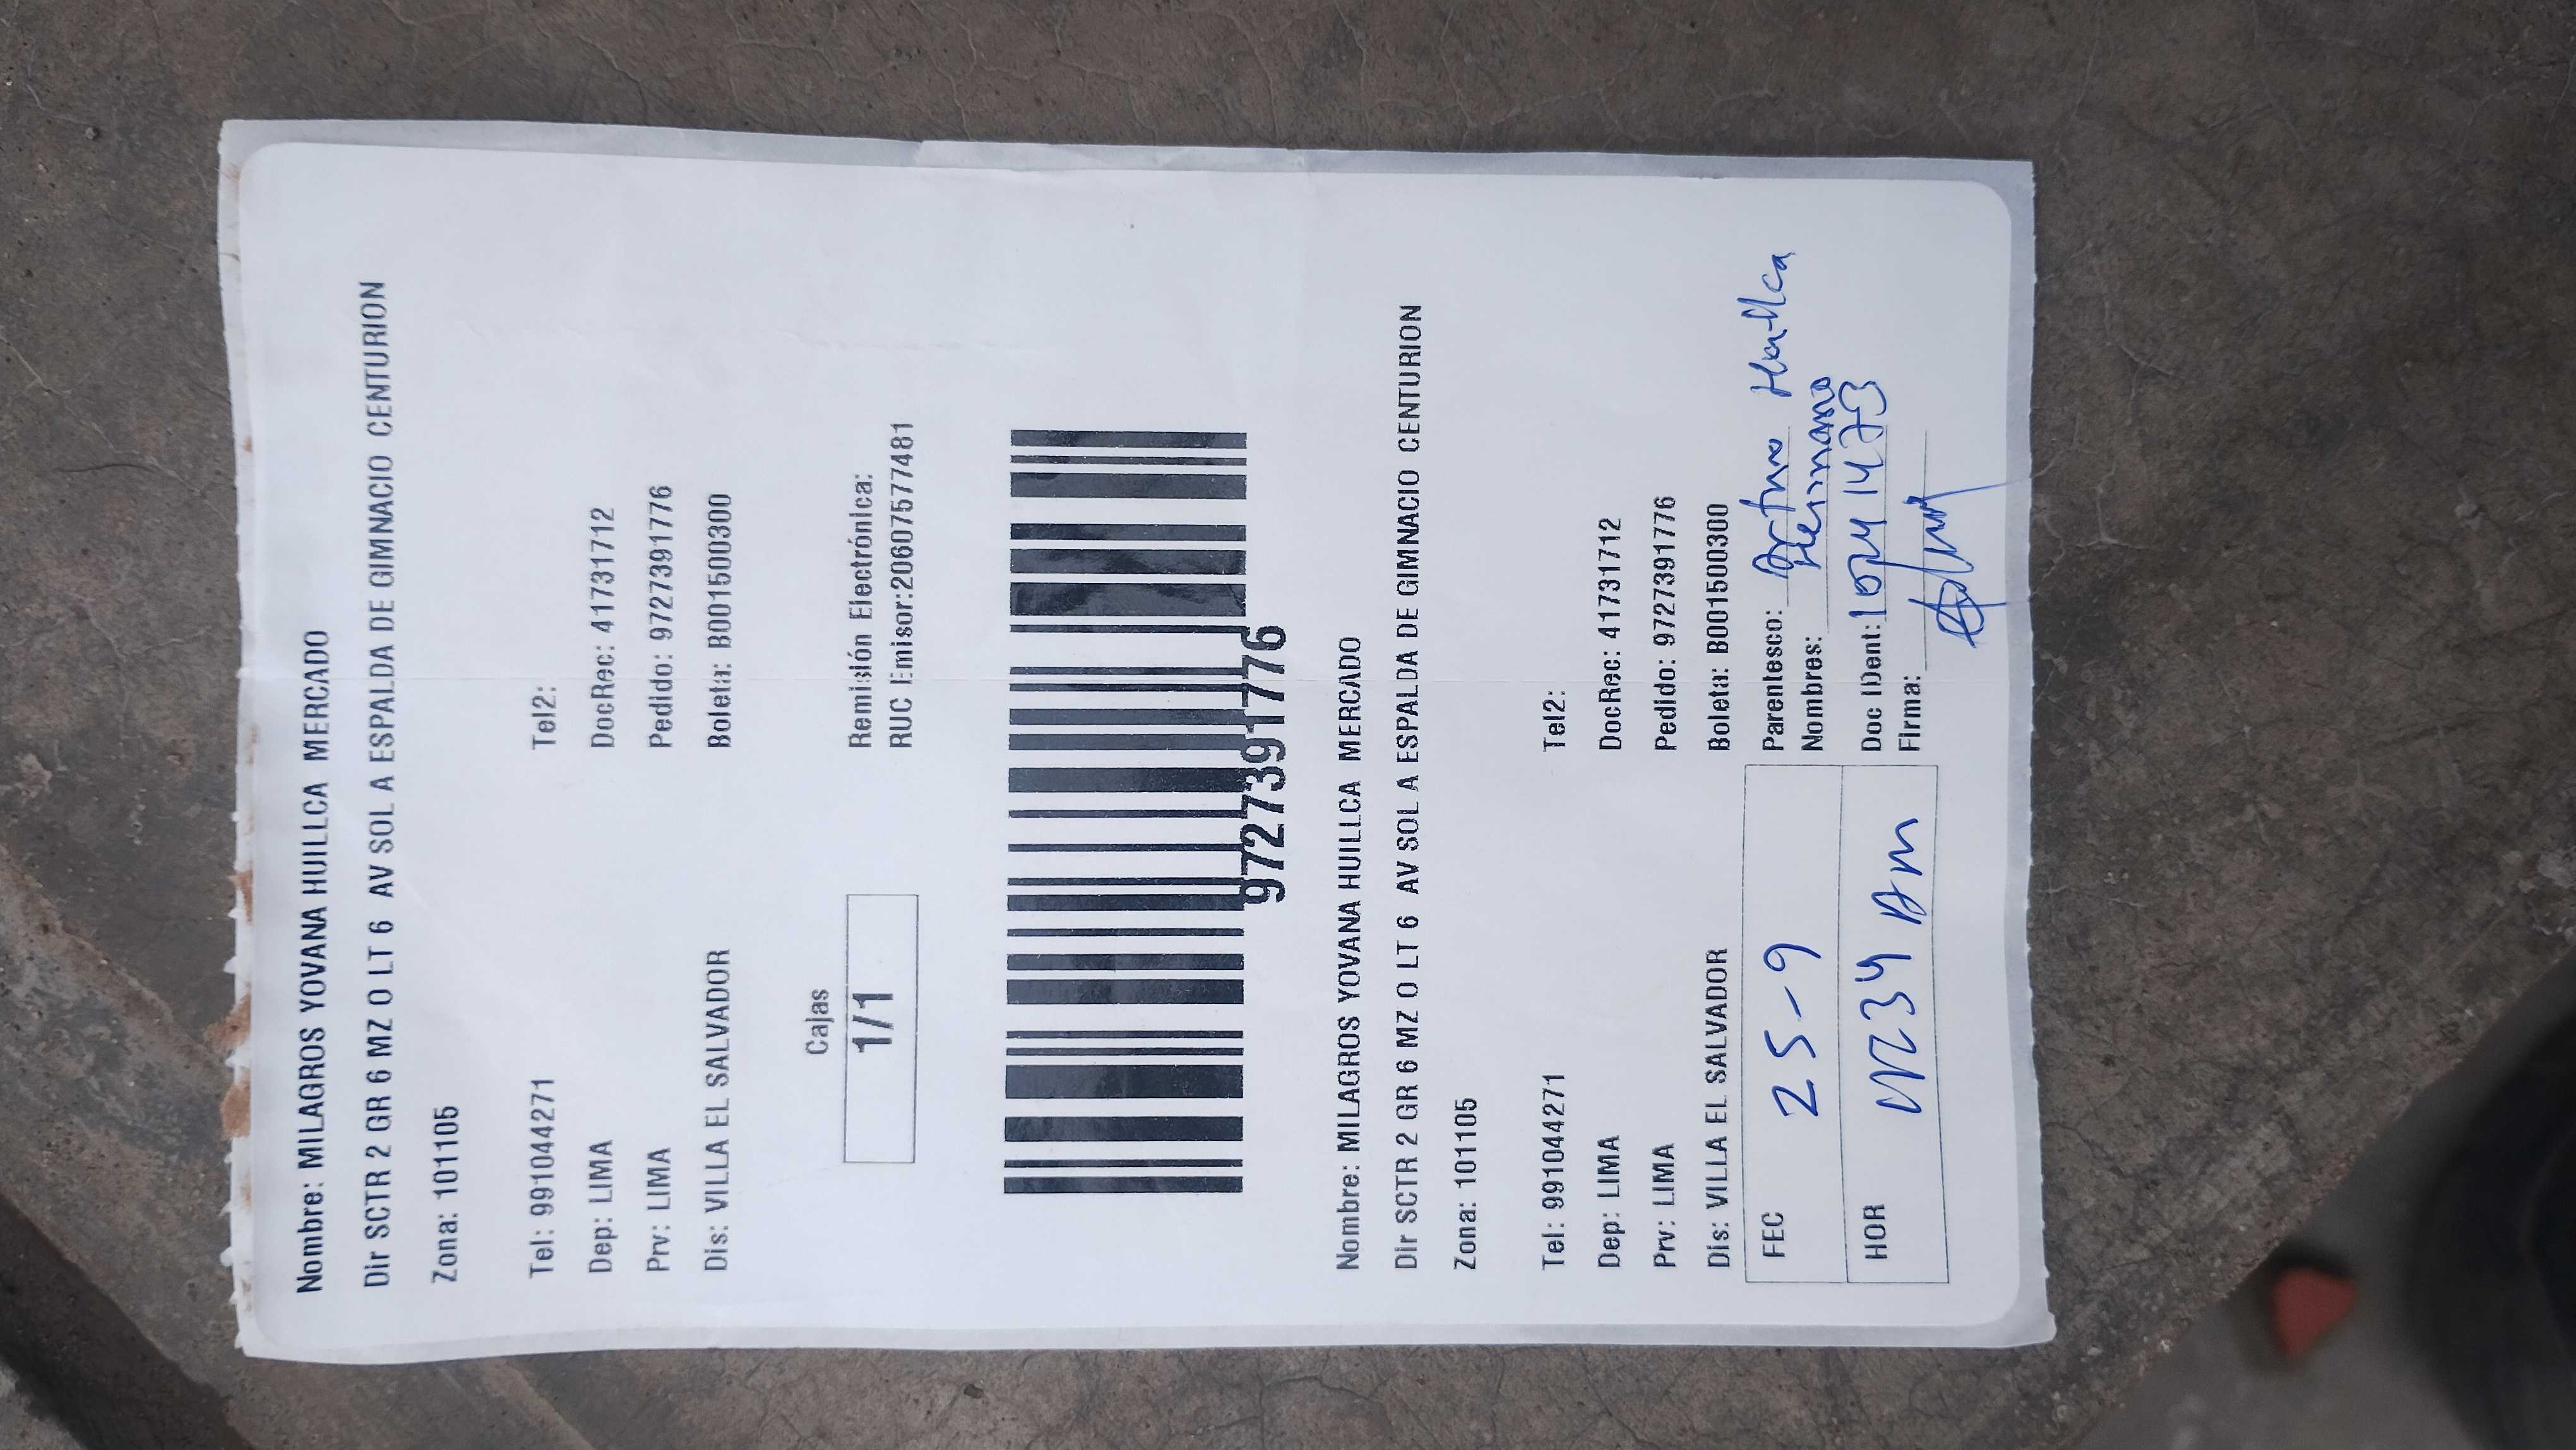 Nombre: MILAGROS YOVANA HUILLCA MERCADO
Dir SCTR 2 GR 6 MZ O LT 6 AV SOL A ESPALDA DE GIMNACIO CENTURION
Zona: 101105
Tel: 991044271 Tel2:
Dep: LIMA DocRec: 41731712
Prv: LIMA Pedido: 9727391776
Dis: VILLA EL SALVADOR Boleta: B001500300
Cajas
1/1
Remisión Electrónica:
RUC Emisor:20607577481
9727391776
Nombre: MILAGROS YOVANA HUILLCA MERCADO
Dir SCTR 2 GR 6 MZ O LT 6 AV SOL A ESPALDA DE GIMNACIO CENTURION
Zona: 101105
Tel: 991044271 Tel2:
Dep: LIMA DocRec: 41731712
Prv: LIMA Pedido: 9727391776
Dis: VILLA EL SALVADOR Boleta: B001500300
FEC 25-9 Parentesco: Arturo
Nombres: Hermano
HOR Am Doc IDent:
Firma: